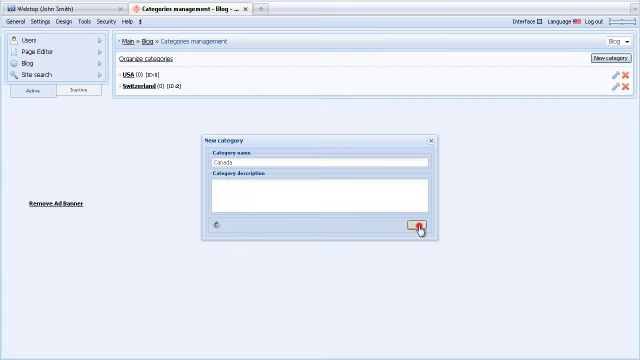 Webstop (John Smith)
Categories management - Blog - ...
General Settings Design Tools Security Help $
Interface Language Log out
Users
Page Editor
Blog
Site search
Active Inactive
Main » Blog » Categories management
Blog
Organize categories
New category
USA (0) [ID:1]
Switzerland (0) [ID:2]
New category
Category name
Canada
Category description
Remove Ad Banner